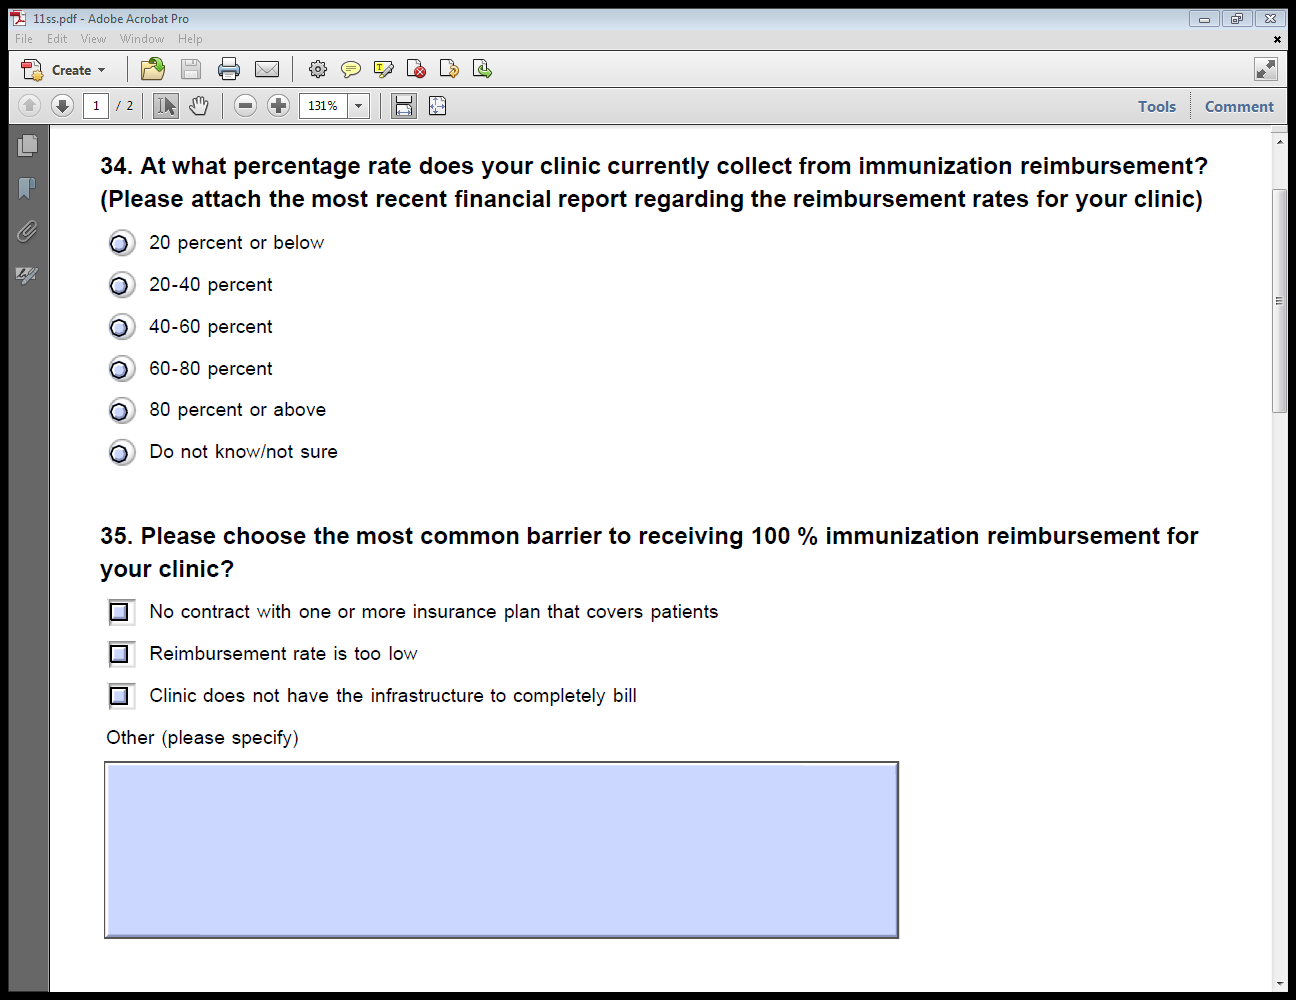 11ss.pdf - Adobe Acrobat Pro
File Edit View Window Help
Create
1 / 2 131% Tools Comment
34. At what percentage rate does your clinic currently collect from immunization reimbursement?
(Please attach the most recent financial report regarding the reimbursement rates for your clinic)
20 percent or below
20-40 percent
40-60 percent
60-80 percent
80 percent or above
Do not know/not sure
35. Please choose the most common barrier to receiving 100 % immunization reimbursement for
your clinic?
No contract with one or more insurance plan that covers patients
Reimbursement rate is too low
Clinic does not have the infrastructure to completely bill
Other (please specify)